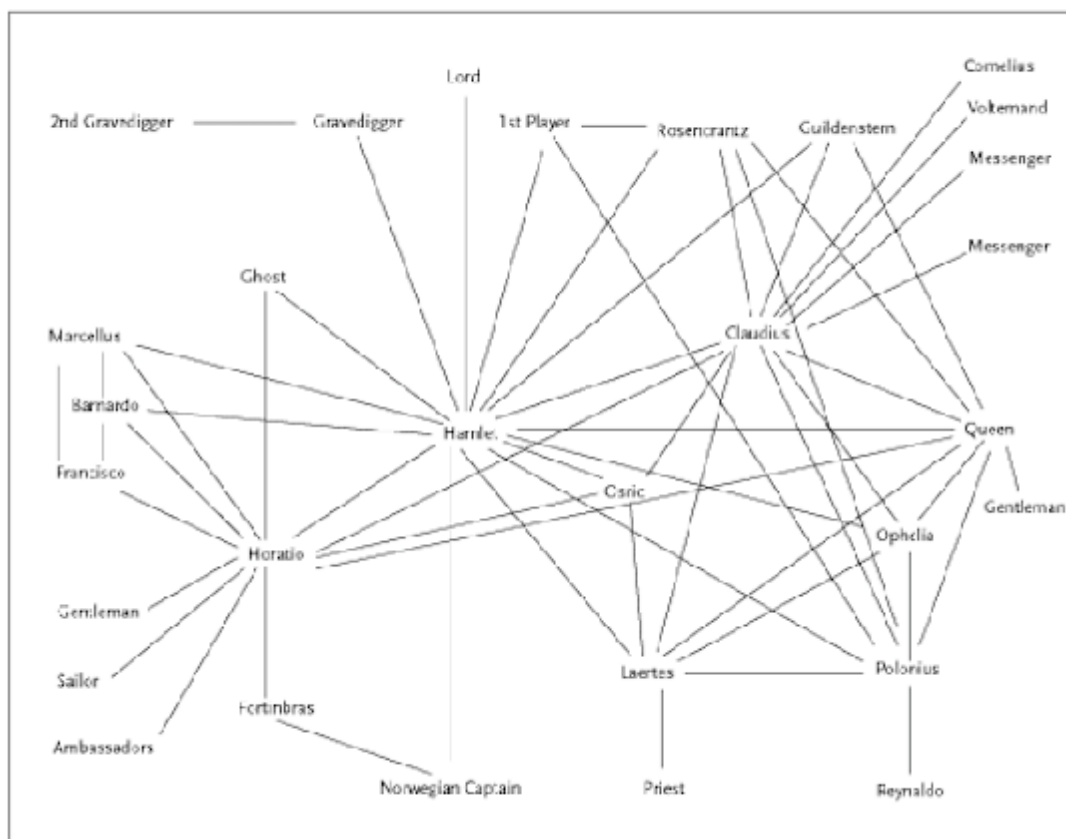 Cornelius
Lord
Voltemand
2nd Gravedigger
Gravedigger
1st Player
Rosencrantz
Guildenstern
Messenger
Messenger
Ghost
Marcellus
Claudius
Barnardo
Hamlet
Queen
Francisco
Osric
Gentleman
Ophelia
Horatio
Gentleman
Laertes
Polonius
Sailor
Fortinbras
Ambassadors
Norwegian Captain
Priest
Reynaldo